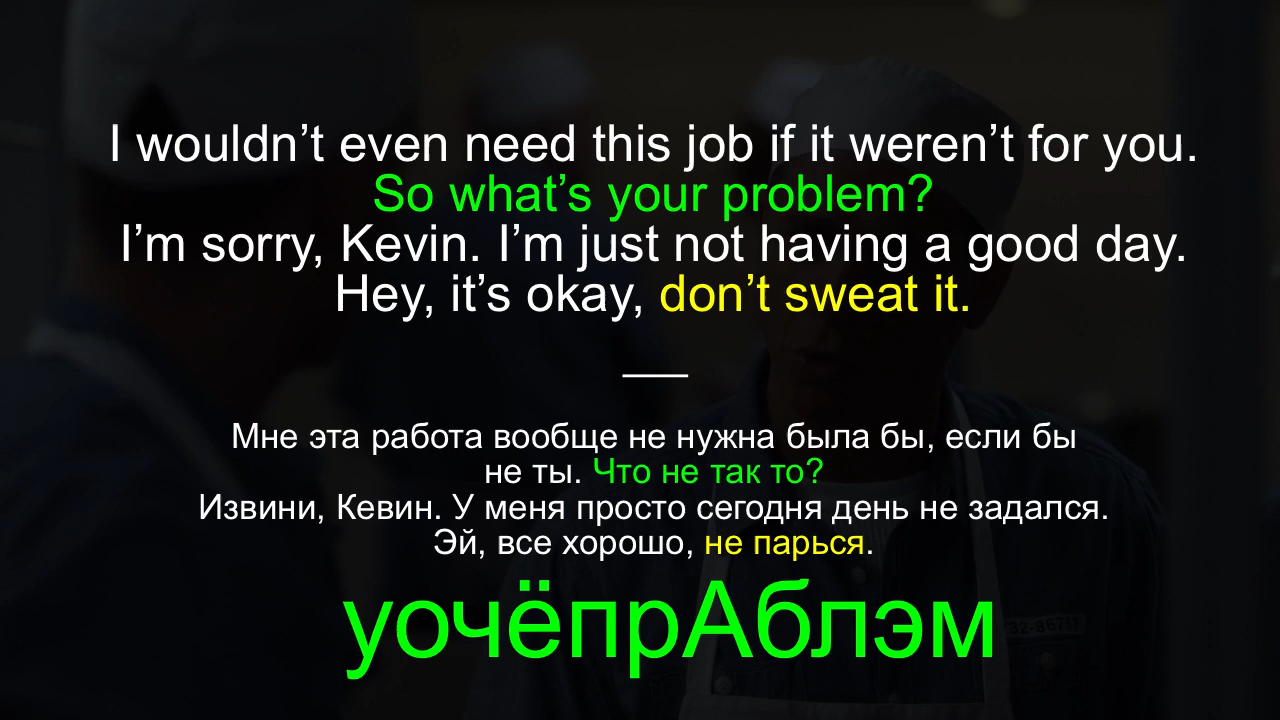 I wouldn’t even need this job if it weren’t for you.
So what’s your problem?
I’m sorry, Kevin. I’m just not having a good day.
Hey, it’s okay, don’t sweat it.
Мне эта работа вообще не нужна была бы, если бы
не ты. Что не так то?
Извини, Кевин. У меня просто сегодня день не задался.
Эй, все хорошо, не парься.
уочёпрАблэм